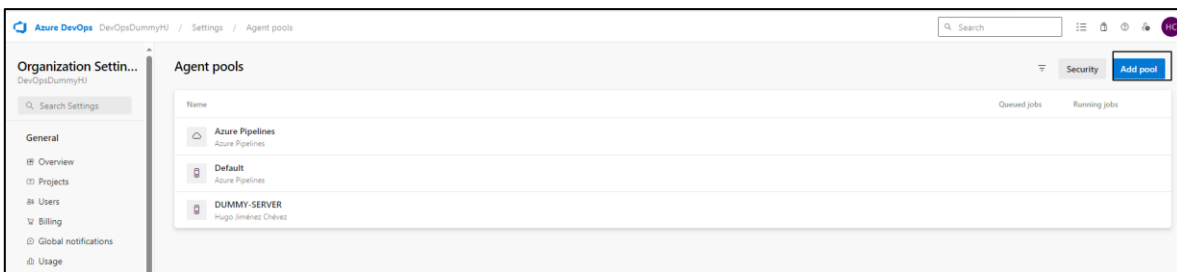 Azure DevOps DevOpsDummyHJ / Settings / Agent pools
Search
HC
Organization Settin...
DevOpsDummyHJ
Search Settings
General
Overview
Projects
Users
Billing
Global notifications
Usage
Agent pools
Security
Add pool
Name Queued jobs Running jobs
Azure Pipelines
Azure Pipelines
Default
Azure Pipelines
DUMMY-SERVER
Hugo Jiménez Chévez